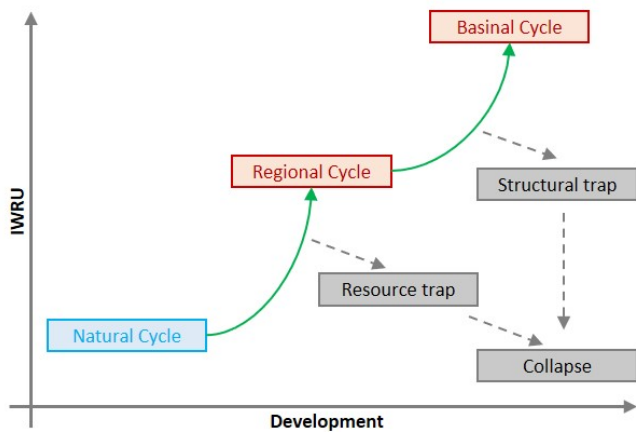 Basinal Cycle
Regional Cycle
Structural trap
IWRU
Resource trap
Natural Cycle
Collapse
Development